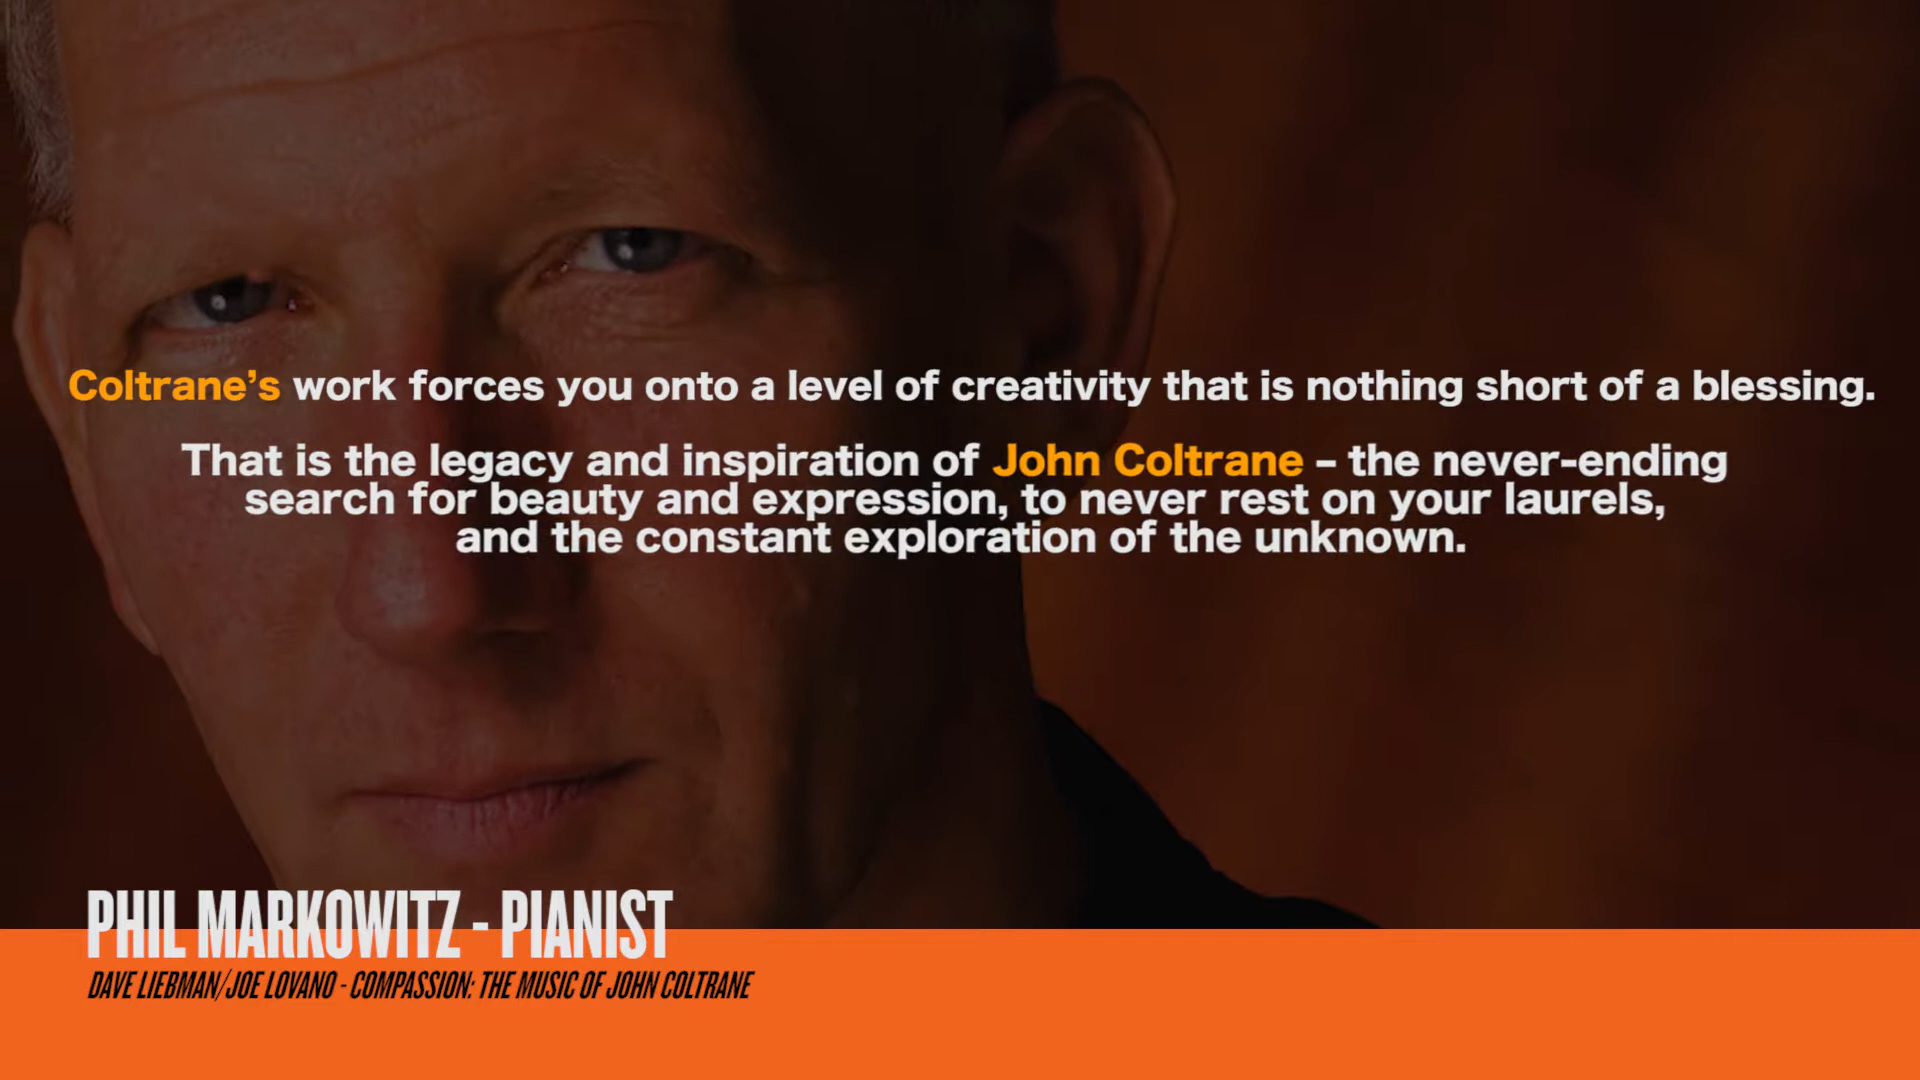 Coltrane’s work forces you onto a level of creativity that is nothing short of a blessing.
That is the legacy and inspiration of John Coltrane – the never-ending
search for beauty and expression, to never rest on your laurels,
and the constant exploration of the unknown.
PHIL MARKOWITZ - PIANIST
DAVE LIEBMAN/JOE LOVANO - COMPASSION: THE MUSIC OF JOHN COLTRANE